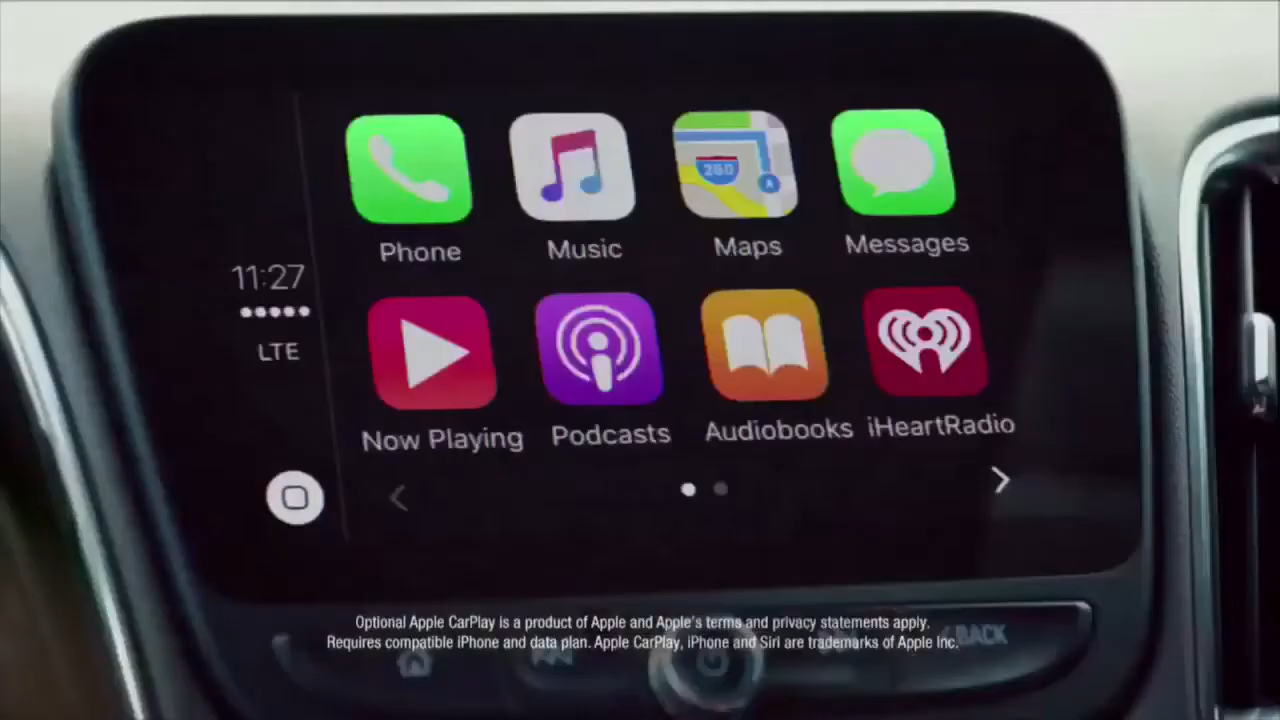 Phone
Music
280
Maps
Messages
11:27
LTE
Now Playing
Podcasts
Audiobooks
iHeartRadio
Optional Apple CarPlay is a product of Apple and Apple's terms and privacy statements apply.
Requires compatible iPhone and data plan. Apple CarPlay, iPhone and Siri are trademarks of Apple Inc.
BACK